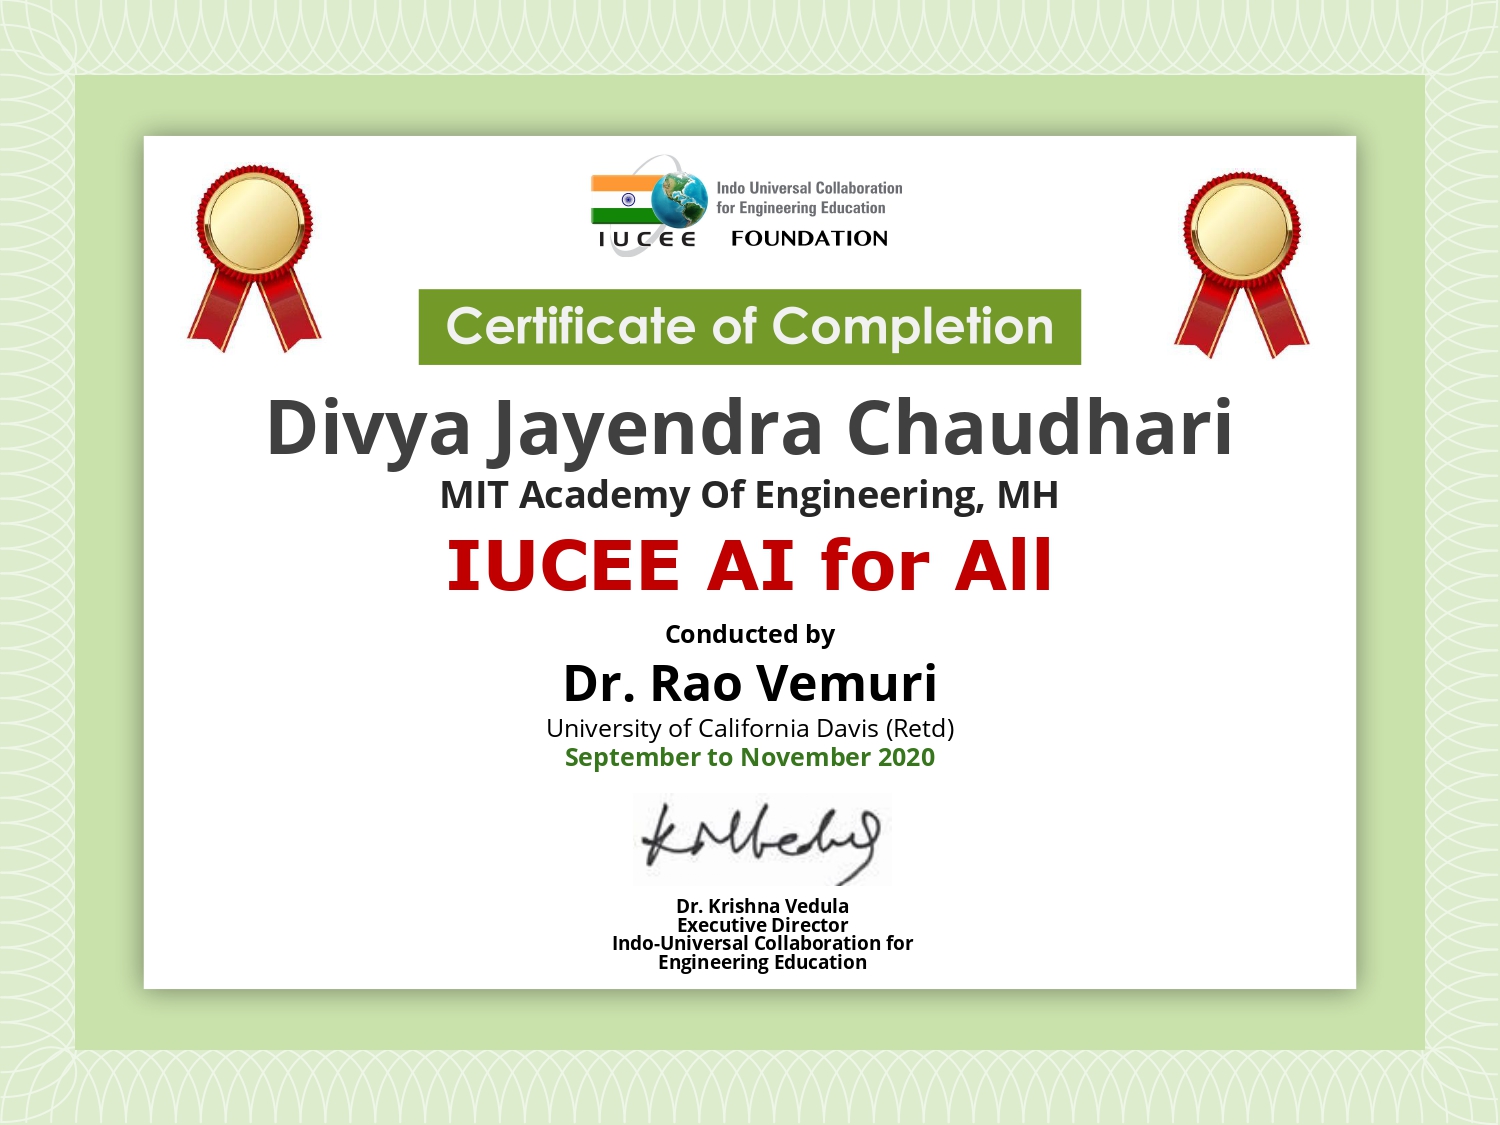 Indo Universal Collaboration
for Engineering Education
IUCEE FOUNDATION
Certificate of Completion
Divya Jayendra Chaudhari
MIT Academy Of Engineering, MH
IUCEE AI for All
Conducted by
Dr. Rao Vemuri
University of California Davis (Retd)
September to November 2020
Dr. Krishna Vedula
Executive Director
Indo-Universal Collaboration for
Engineering Education